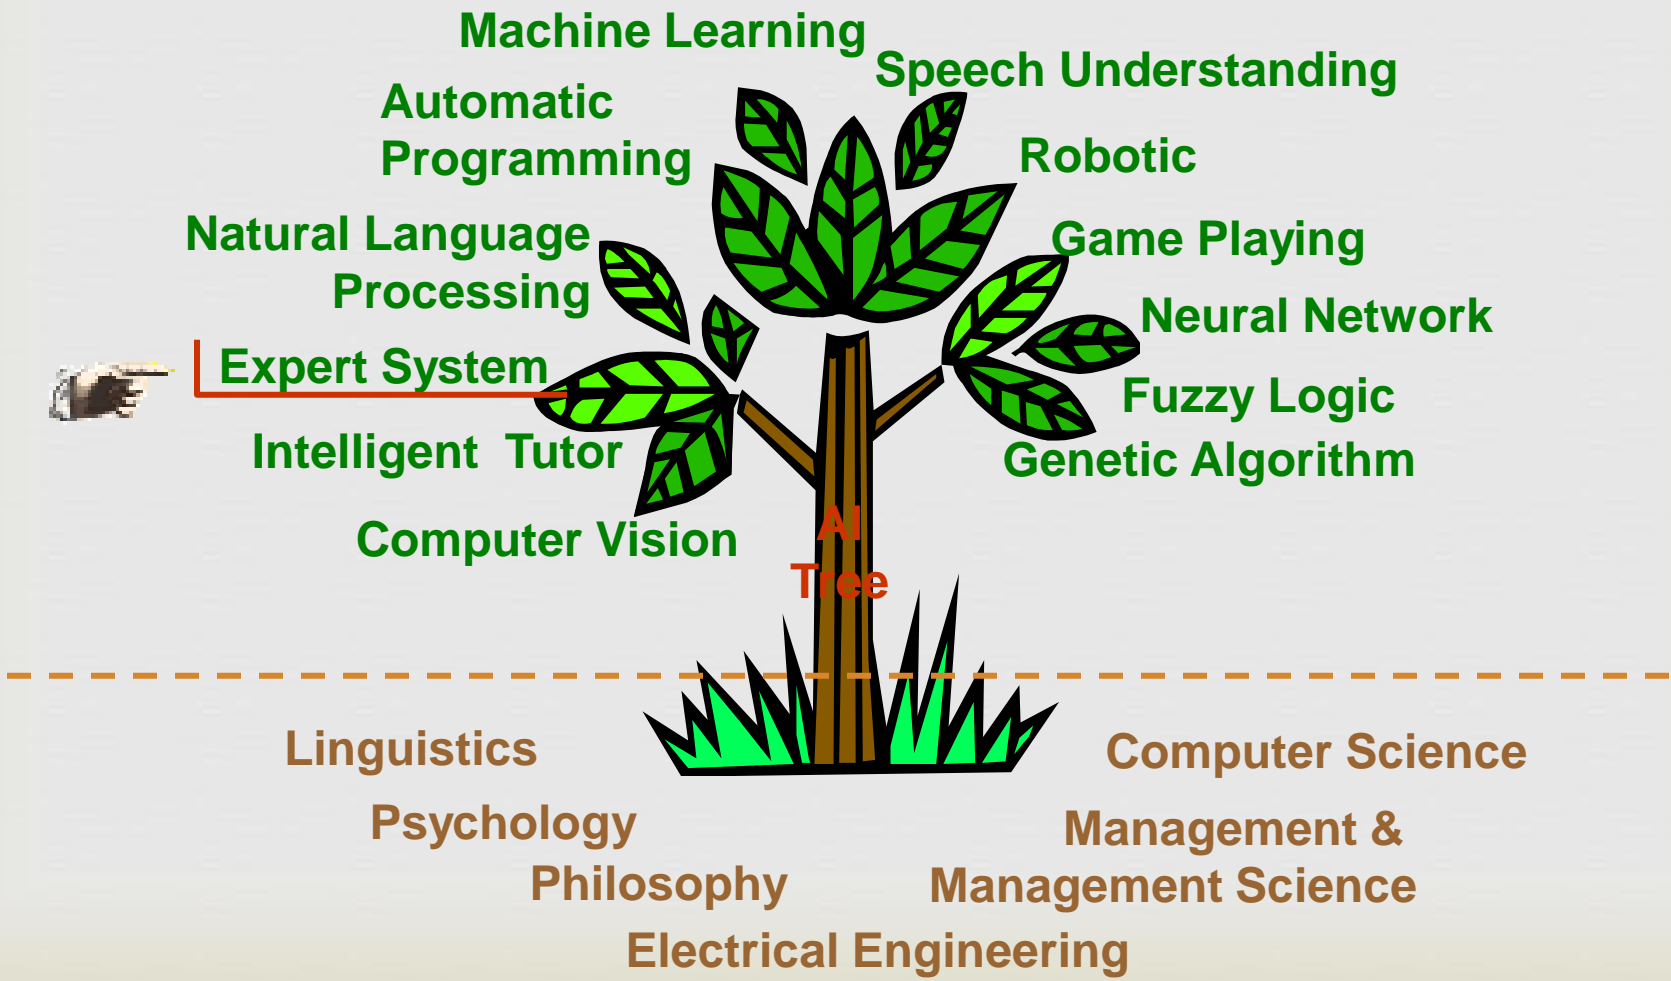 Machine Learning
Speech Understanding
Automatic
Programming
Robotic
Natural Language
Processing
Game Playing
Neural Network
Expert System
Fuzzy Logic
Intelligent  Tutor
Genetic Algorithm
Computer Vision
AI
Tree
Linguistics
Computer Science
Psychology
Management &
Management Science
Philosophy
Electrical Engineering